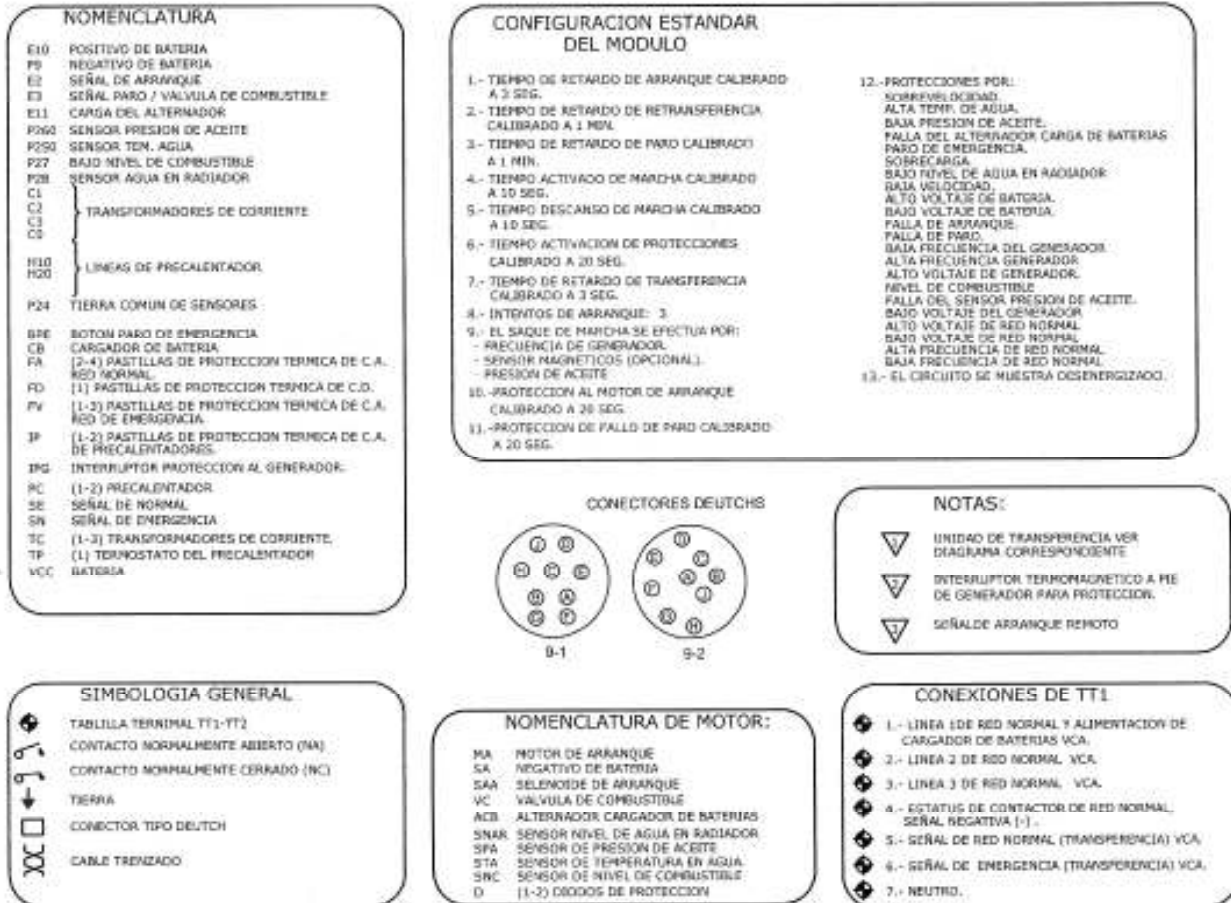 NOMENCLATURA
E10 POSITIVO DE BATERIA
P9 NEGATIVO DE BATERIA
E2 SEÑAL DE ARRANQUE
E3 SEÑAL PARO / VALVULA DE COMBUSTIBLE
E11 CARGA DEL ALTERNADOR
P260 SENSOR PRESION DE ACEITE
P250 SENSOR TEM. AGUA
P27 BAJO NIVEL DE COMBUSTIBLE
P28 SENSOR AGUA EN RADIADOR
C1
C2
C3
C0
TRANSFORMADORES DE CORRIENTE
H10
H20
LINEAS DE PRECALENTADOR
P24 TIERRA COMUN DE SENSORES
BPE BOTON PARO DE EMERGENCIA
CB CARGADOR DE BATERIA
FA (2-4) PASTILLAS DE PROTECCION TERMICA DE C.A.
RED NORMAL.
FD (1) PASTILLAS DE PROTECCION TERMICA DE C.D.
FV (1-3) PASTILLAS DE PROTECCION TERMICA DE C.A.
RED DE EMERGENCIA.
IP (1-2) PASTILLAS DE PROTECCION TERMICA DE C.A.
DE PRECALENTADORES.
IPG INTERRUPTOR PROTECCION AL GENERADOR.
PC (1-2) PRECALENTADOR
SE SEÑAL DE NORMAL
SN SEÑAL DE EMERGENCIA
TC (1-3) TRANSFORMADORES DE CORRIENTE.
TP (1) TERMOSTATO DEL PRECALENTADOR
VCC BATERIA
CONFIGURACION ESTANDAR
DEL MODULO
1.- TIEMPO DE RETARDO DE ARRANQUE CALIBRADO
A 3 SEG.
2.- TIEMPO DE RETARDO DE RETRANSFERENCIA
CALIBRADO A 1 MIN.
3.- TIEMPO DE RETARDO DE PARO CALIBRADO
A 1 MIN.
4.- TIEMPO ACTIVADO DE MARCHA CALIBRADO
A 10 SEG.
5.- TIEMPO DESCANSO DE MARCHA CALIBRADO
A 10 SEG.
6.- TIEMPO ACTIVACION DE PROTECCIONES
CALIBRADO A 20 SEG.
7.- TIEMPO DE RETARDO DE TRANSFERENCIA
CALIBRADO A 3 SEG.
8.- INTENTOS DE ARRANQUE: 3
9.- EL SAQUE DE MARCHA SE EFECTUA POR:
- FRECUENCIA DE GENERADOR.
- SENSOR MAGNETICOS (OPCIONAL).
- PRESION DE ACEITE
10.-PROTECCION AL MOTOR DE ARRANQUE
CALIBRADO A 20 SEG.
11.-PROTECCION DE FALLO DE PARO CALIBRADO
A 20 SEG.
12.-PROTECCIONES POR:
SOBREVELOCIDAD.
ALTA TEMP. DE AGUA.
BAJA PRESION DE ACEITE.
FALLA DEL ALTERNADOR CARGA DE BATERIAS
PARO DE EMERGENCIA.
SOBRECARGA.
BAJO NIVEL DE AGUA EN RADIADOR
BAJA VELOCIDAD.
ALTO VOLTAJE DE BATERIA.
BAJO VOLTAJE DE BATERIA.
FALLA DE ARRANQUE.
FALLA DE PARO.
BAJA FRECUENCIA DEL GENERADOR
ALTA FRECUENCIA GENERADOR
ALTO VOLTAJE DE GENERADOR.
NIVEL DE COMBUSTIBLE
FALLA DEL SENSOR PRESION DE ACEITE.
BAJO VOLTAJE DEL GENERADOR
ALTO VOLTAJE DE RED NORMAL
BAJO VOLTAJE DE RED NORMAL
ALTA FRECUENCIA DE RED NORMAL
BAJA FRECUENCIA DE RED NORMAL
13.- EL CIRCUITO SE MUESTRA DESENERGIZADO.
CONECTORES DEUTCHS
J D
H C E
B A
G F
9-1
D
E C
A B
F J
G H
9-2
NOTAS:
1 UNIDAD DE TRANSFERENCIA VER
DIAGRAMA CORRESPONDIENTE
2 INTERRUPTOR TERMOMAGNETICO A PIE
DE GENERADOR PARA PROTECCION.
3 SEÑALDE ARRANQUE REMOTO
SIMBOLOGIA GENERAL
TABLILLA TERNIMAL TT1-TT2
CONTACTO NORMALMENTE ABIERTO (NA)
CONTACTO NORMALMENTE CERRADO (NC)
TIERRA
CONECTOR TIPO DEUTCH
CABLE TRENZADO
NOMENCLATURA DE MOTOR:
MA MOTOR DE ARRANQUE
SA NEGATIVO DE BATERIA
SAA SELENOIDE DE ARRANQUE
VC VALVULA DE COMBUSTIBLE
ACB ALTERNADOR CARGADOR DE BATERIAS
SNAR SENSOR NIVEL DE AGUA EN RADIADOR
SPA SENSOR DE PRESION DE ACEITE
STA SENSOR DE TEMPERATURA EN AGUA
SNC SENSOR DE NIVEL DE COMBUSTIBLE
D (1-2) DIODOS DE PROTECCION
CONEXIONES DE TT1
1.- LINEA 1DE RED NORMAL Y ALIMENTACION DE
CARGADOR DE BATERIAS VCA.
2.- LINEA 2 DE RED NORMAL VCA.
3.- LINEA 3 DE RED NORMAL. VCA.
4.- ESTATUS DE CONTACTOR DE RED NORMAL,
SEÑAL NEGATIVA (-) .
5.- SEÑAL DE RED NORMAL (TRANSFERENCIA) VCA.
6.- SEÑAL DE EMERGENCIA (TRANSFERENCIA) VCA.
7.- NEUTRO.